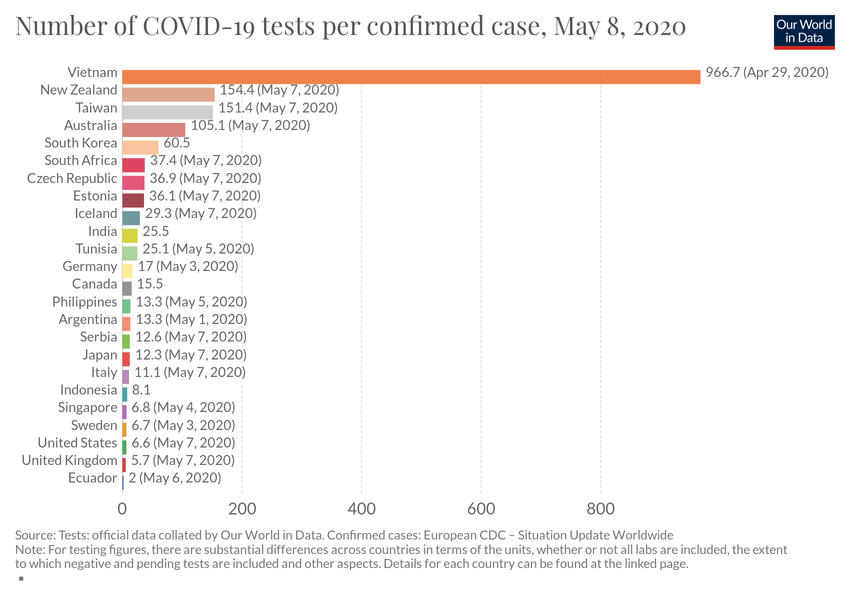 Number of COVID-19 tests per confirmed case, May 8, 2020
Our World
in Data
Vietnam 966.7 (Apr 29, 2020)
New Zealand 154.4 (May 7, 2020)
Taiwan 151.4 (May 7, 2020)
Australia 105.1 (May 7, 2020)
South Korea 60.5
South Africa 37.4 (May 7, 2020)
Czech Republic 36.9 (May 7, 2020)
Estonia 36.1 (May 7, 2020)
Iceland 29.3 (May 7, 2020)
India 25.5
Tunisia 25.1 (May 5, 2020)
Germany 17 (May 3, 2020)
Canada 15.5
Philippines 13.3 (May 5, 2020)
Argentina 13.3 (May 1, 2020)
Serbia 12.6 (May 7, 2020)
Japan 12.3 (May 7, 2020)
Italy 11.1 (May 7, 2020)
Indonesia 8.1
Singapore 6.8 (May 4, 2020)
Sweden 6.7 (May 3, 2020)
United States 6.6 (May 7, 2020)
United Kingdom 5.7 (May 7, 2020)
Ecuador 2 (May 6, 2020)
0 200 400 600 800
Source: Tests: official data collated by Our World in Data. Confirmed cases: European CDC – Situation Update Worldwide
Note: For testing figures, there are substantial differences across countries in terms of the units, whether or not all labs are included, the extent
to which negative and pending tests are included and other aspects. Details for each country can be found at the linked page.
•